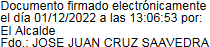 Documento firmado electrónicamente
el día 01/12/2022 a las 13:06:53 por:
El Alcalde
Fdo.: JOSE JUAN CRUZ SAAVEDRA